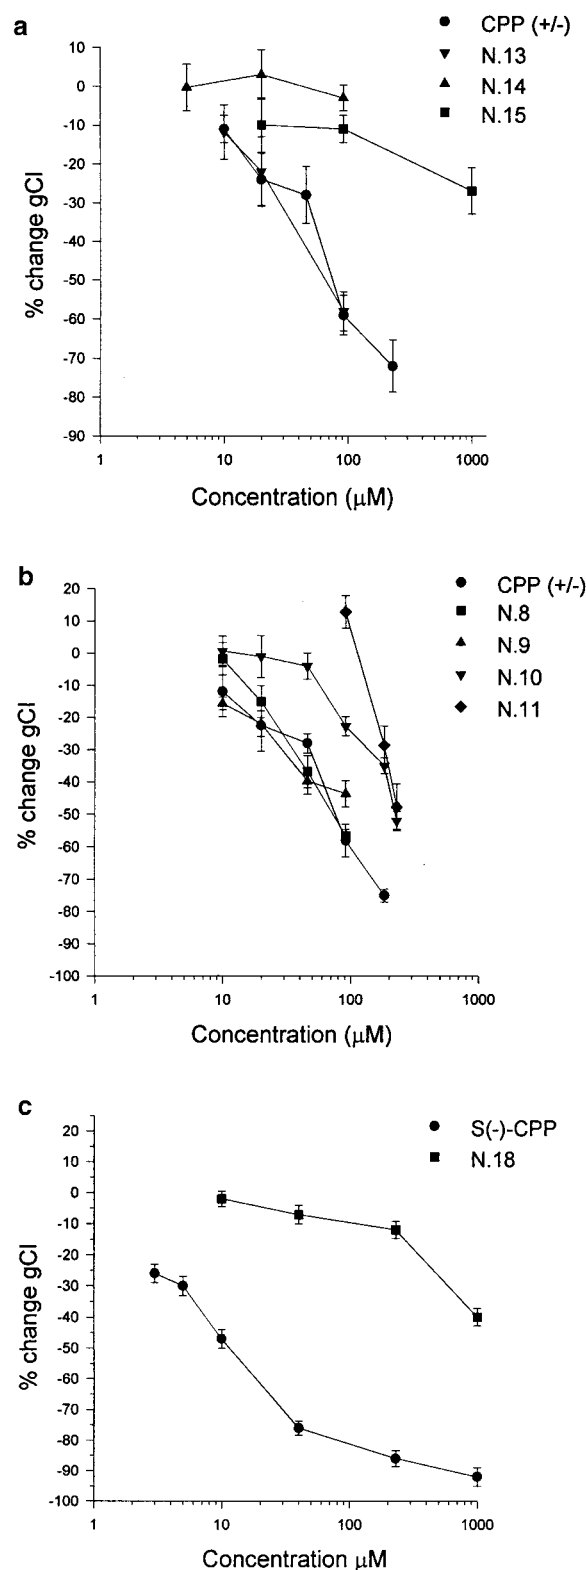 a
CPP (+/-)
N.13
N.14
N.15
10
0
-10
-20
-30
-40
-50
-60
-70
-80
-90
% change gCl
1 10 100 1000
Concentration (μM)
b
CPP (+/-)
N.8
N.9
N.10
N.11
20
10
0
-10
-20
-30
-40
-50
-60
-70
-80
-90
-100
% change gCl
1 10 100 1000
Concentration (μM)
c
S(-)-CPP
N.18
20
10
0
-10
-20
-30
-40
-50
-60
-70
-80
-90
-100
% change gCl
1 10 100 1000
Concentration μM